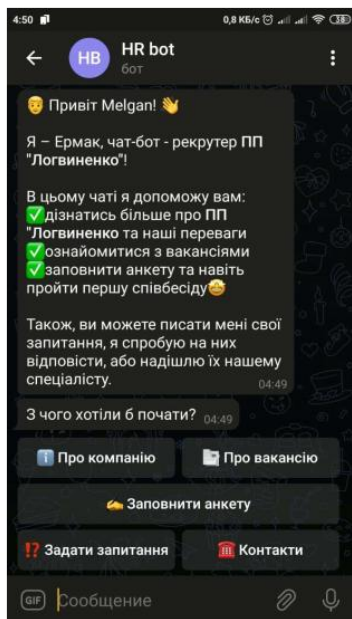 4:50 0,8 КБ/с 38
HR bot
HB
бот
👨 Привіт Melgan! 👋
Я – Ермак, чат-бот - рекрутер ПП
"Логвиненко"!
В цьому чаті я допоможу вам:
✅дізнатись більше про ПП
"Логвиненко та наші переваги
✅ознайомитися з вакансіями
✅заповнити анкету та навіть
пройти першу співбесіду🤩
Також, ви можете писати мені свої
запитання, я спробую на них
відповісти, або надішлю їх нашому
спеціалісту.
04:49
З чого хотіли б почати? 04:49
ℹ️ Про компанію
Про вакансію
✍️ Заповнити анкету
⁉️ Задати запитання
☎️ Контакти
GIF Сообщение